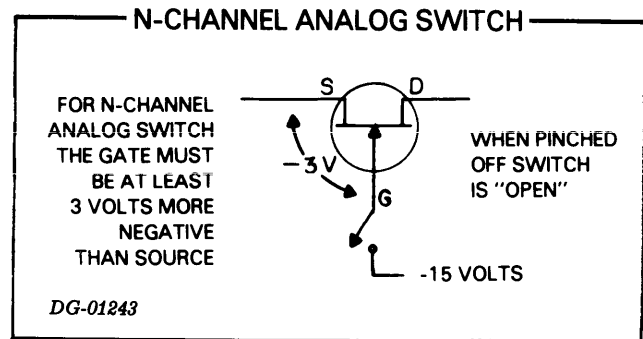 N-CHANNEL ANALOG SWITCH
FOR N-CHANNEL
ANALOG SWITCH
THE GATE MUST
BE AT LEAST
3 VOLTS MORE
NEGATIVE
THAN SOURCE
S
D
-3 V
G
-15 VOLTS
WHEN PINCHED
OFF SWITCH
IS "OPEN"
DG-01243